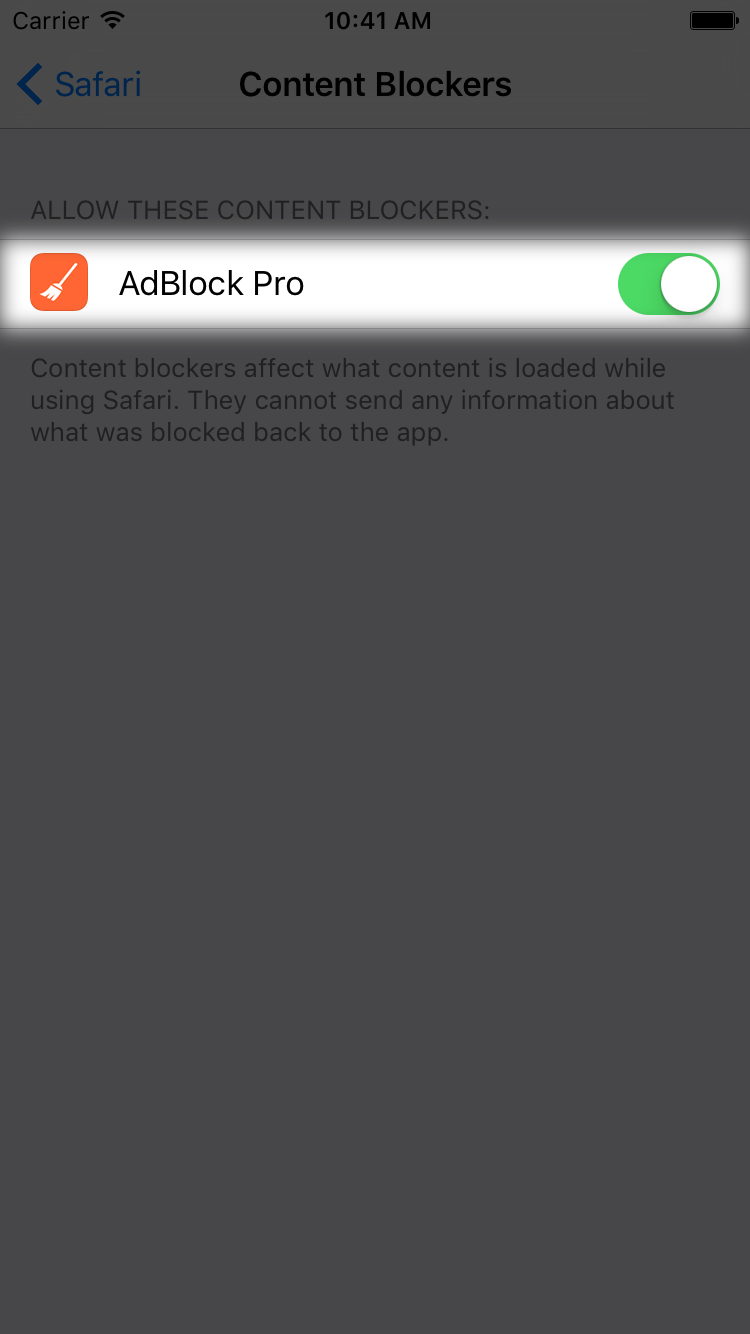 Carrier 10:41 AM
Safari Content Blockers
ALLOW THESE CONTENT BLOCKERS:
AdBlock Pro
Content blockers affect what content is loaded while
using Safari. They cannot send any information about
what was blocked back to the app.